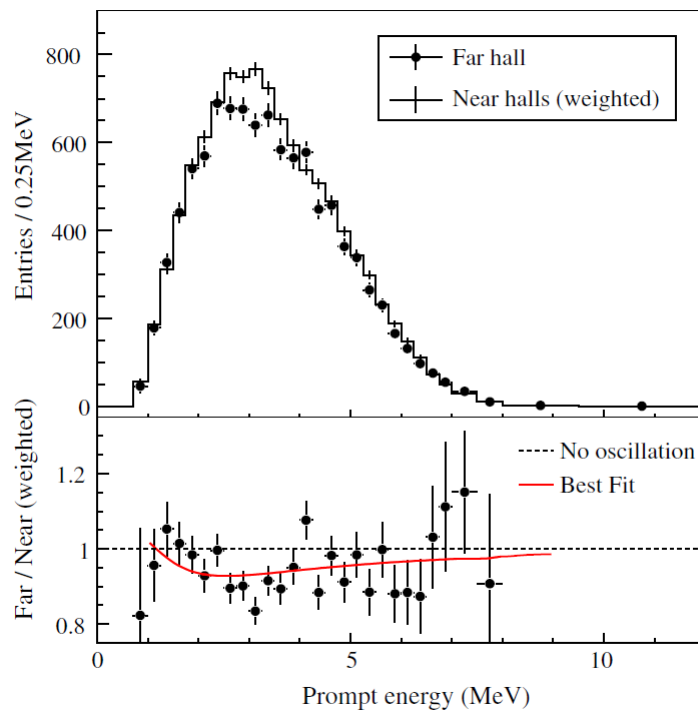 800
600
400
200
0
Entries / 0.25MeV
Far hall
Near halls (weighted)
1.2
1
0.8
Far / Near (weighted)
No oscillation
Best Fit
0
5
10
Prompt energy (MeV)